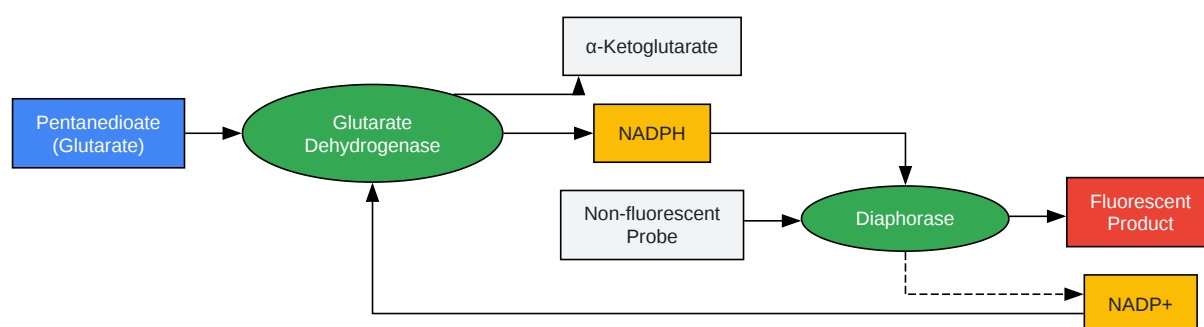 α-Ketoglutarate
Pentanedioate
(Glutarate)
Glutarate
Dehydrogenase
NADPH
Non-fluorescent
Probe
Diaphorase
Fluorescent
Product
NADP+